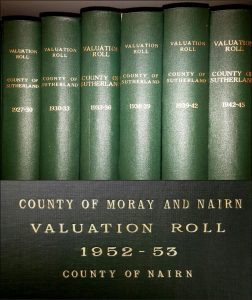 VALUATION
ROLL
COUNTY OF
SUTHERLAND
1927-30
VALUATION
ROLL
COUNTY OF
SUTHERLAND
1930-33
VALUATION
ROLL
COUNTY OF
SUTHERLAND
1933-36
VALUATION
ROLL
COUNTY OF
SUTHERLAND
1936-39
VALUATION
ROLL
COUNTY OF
SUTHERLAND
1939-42
VALUATION
ROLL
COUNTY OF
SUTHERLAND
1942-45
COUNTY OF MORAY AND NAIRN
VALUATION ROLL
1952-53
COUNTY OF NAIRN